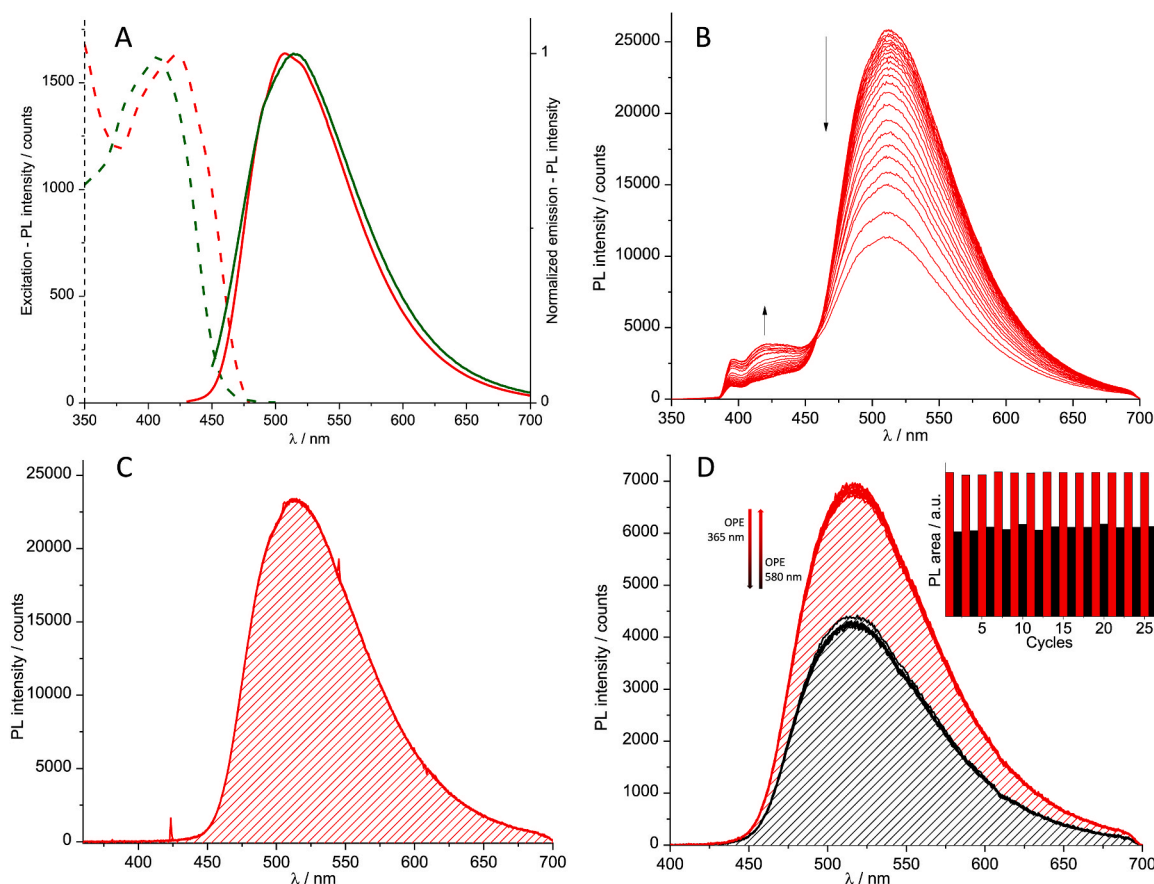 A
Excitation - PL intensity / counts
1500
1000
500
0
350 400 450 500 550 600 650 700
λ / nm
1
0
Normalized emission - PL intensity
B
PL intensity / counts
25000
20000
15000
10000
5000
0
350 400 450 500 550 600 650 700
λ / nm
C
PL intensity / counts
25000
20000
15000
10000
5000
0
400 450 500 550 600 650 700
λ / nm
D
PL intensity / counts
7000
6000
5000
4000
3000
2000
1000
0
400 450 500 550 600 650 700
λ / nm
OPE
365 nm
OPE
580 nm
PL area / a.u.
5 10 15 20 25
Cycles